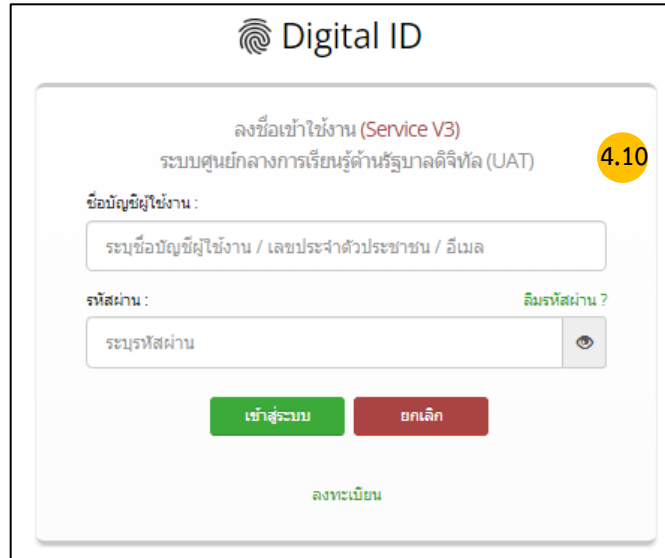 Digital ID
ลงชื่อเข้าใช้งาน (Service V3)
ระบบศูนย์กลางการเรียนรู้ด้านรัฐบาลดิจิทัล (UAT)
4.10
ชื่อบัญชีผู้ใช้งาน :
ระบุชื่อบัญชีผู้ใช้งาน / เลขประจำตัวประชาชน / อีเมล
รหัสผ่าน :
ลืมรหัสผ่าน ?
ระบุรหัสผ่าน
เข้าสู่ระบบ
ยกเลิก
ลงทะเบียน